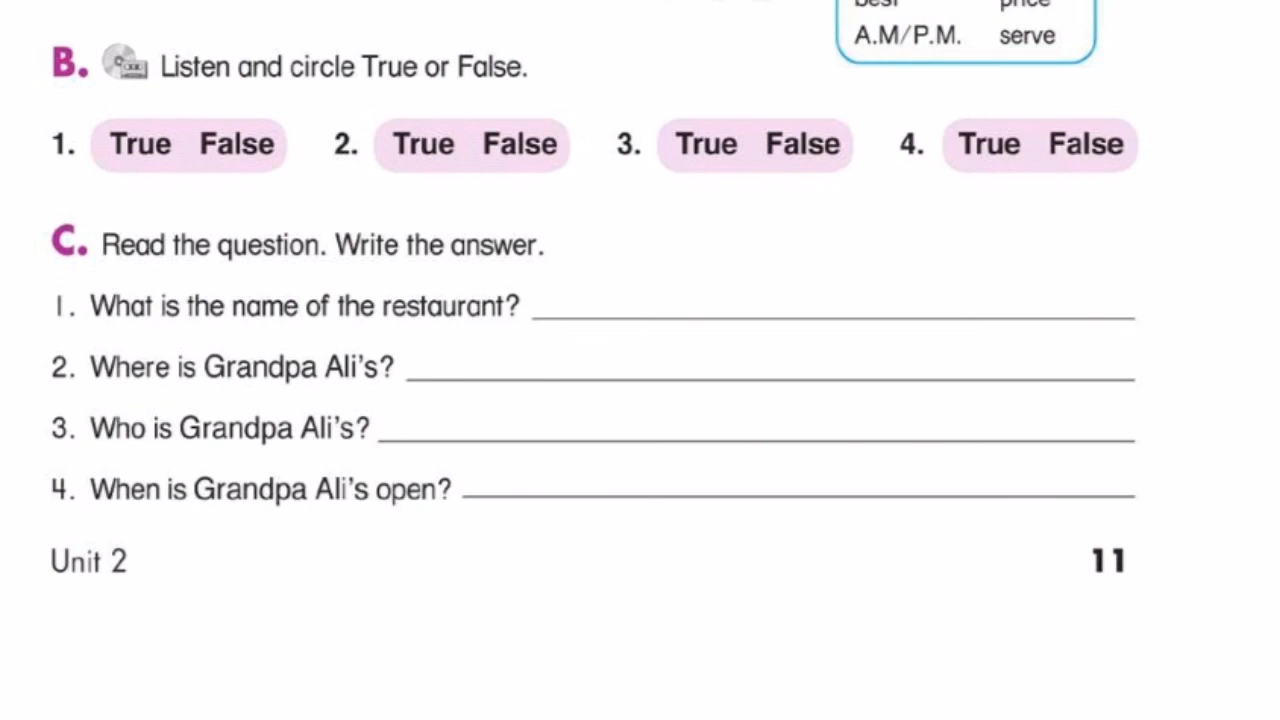 best price
A.M/P.M. serve
B. Listen and circle True or False.
1. True False 2. True False 3. True False 4. True False
C. Read the question. Write the answer.
1. What is the name of the restaurant?
2. Where is Grandpa Ali's?
3. Who is Grandpa Ali's?
4. When is Grandpa Ali's open?
Unit 2 11